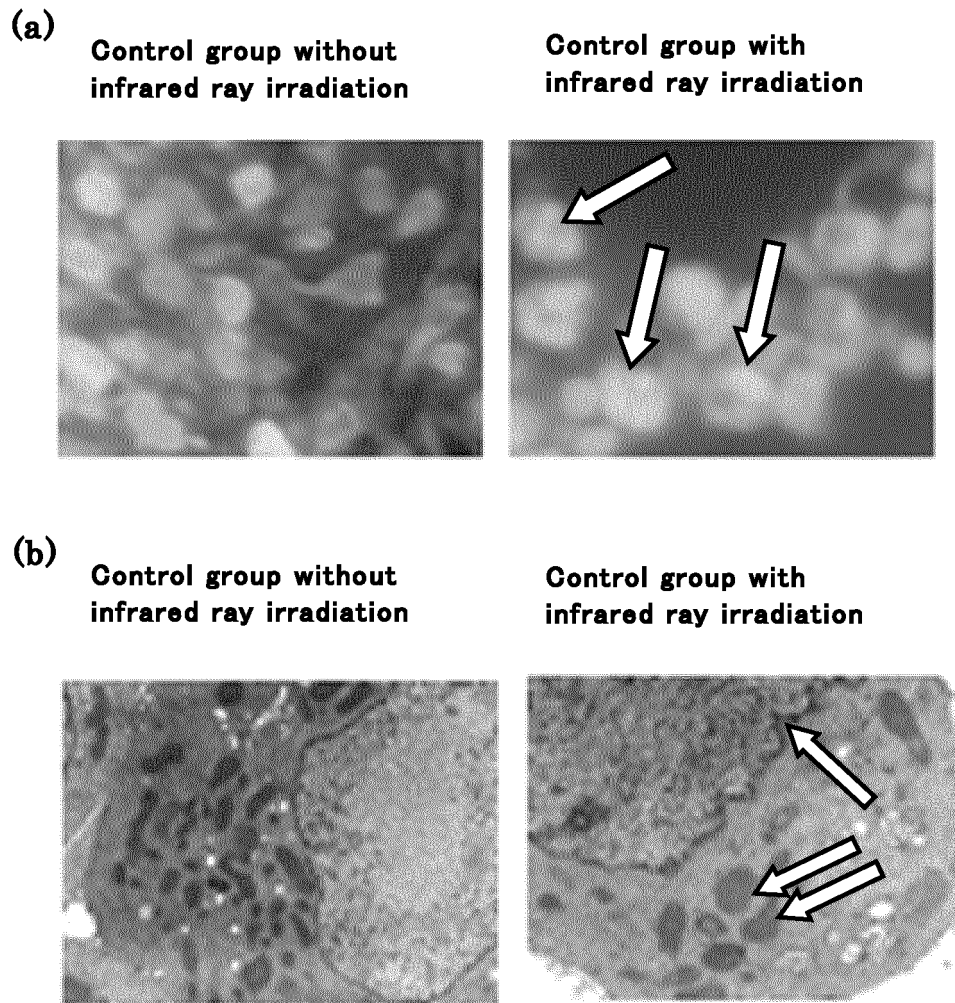 (a)
Control group without
infrared ray irradiation
Control group with
infrared ray irradiation
(b)
Control group without
infrared ray irradiation
Control group with
infrared ray irradiation